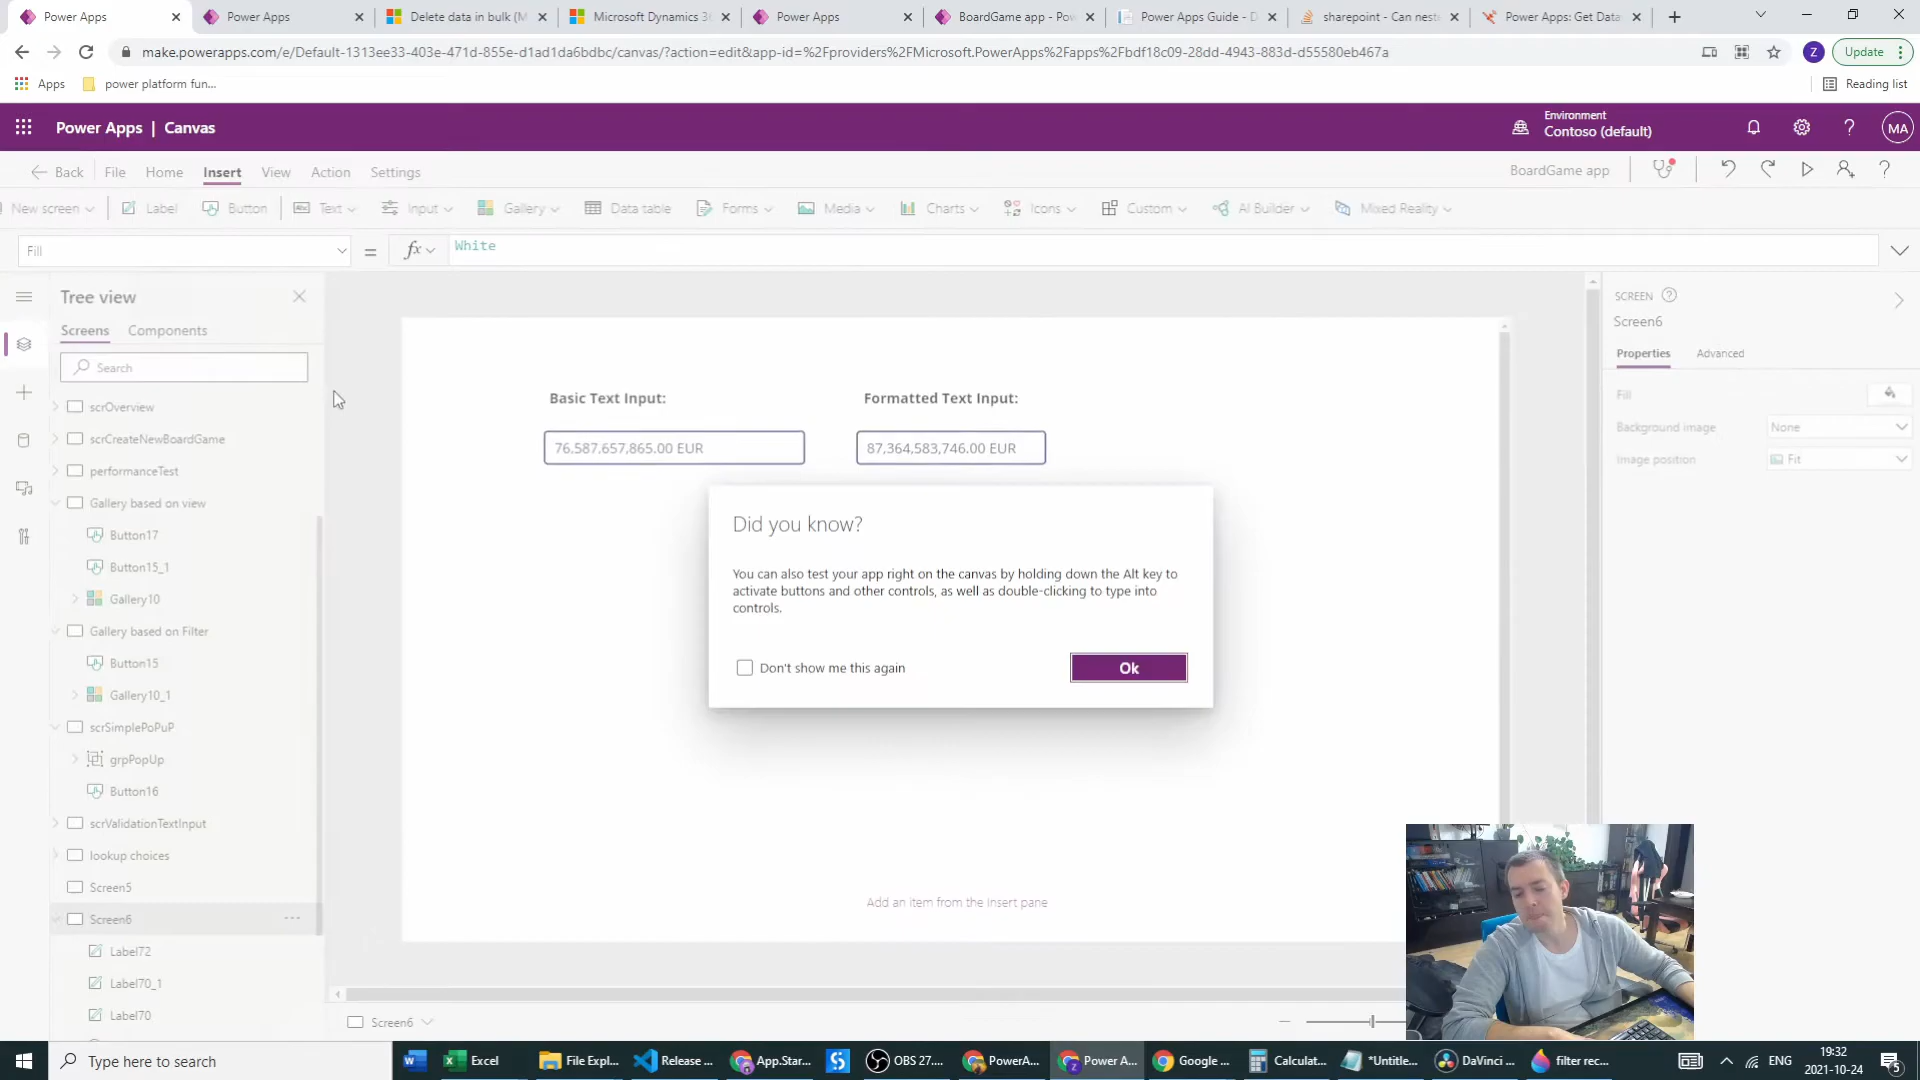 Power Apps
Power Apps
Delete data in bulk (M
Microsoft Dynamics 36
Power Apps
BoardGame app - Pow
Power Apps Guide - D
sharepoint - Can nest
Power Apps: Get Data
make.powerapps.com/e/Default-1313ee33-403e-471d-855e-d1ad1da6bdbc/canvas/?action=edit&app-id=%2Fproviders%2FMicrosoft.PowerApps%2Fapps%2Fbdf18c09-28dd-4943-883d-d55580eb467a
Z
Update
Apps
power platform fun...
Reading list
Power Apps | Canvas
Environment
Contoso (default)
MA
Back
File
Home
Insert
View
Action
Settings
BoardGame app
New screen
Label
Button
Text
Input
Gallery
Data table
Forms
Media
Charts
Icons
Custom
AI Builder
Mixed Reality
Fill
=
fx
White
Tree view
Screens
Components
Search
scrOverview
scrCreateNewBoardGame
performanceTest
Gallery based on view
Button17
Button15_1
Gallery10
Gallery based on Filter
Button15
Gallery10_1
scrSimplePoPuP
grpPopUp
Button16
scrValidationTextInput
lookup choices
Screen5
Screen6
Label72
Label70_1
Label70
Basic Text Input:
Formatted Text Input:
76.587,657,865.00 EUR
87,364,583,746.00 EUR
Did you know?
You can also test your app right on the canvas by holding down the Alt key to
activate buttons and other controls, as well as double-clicking to type into
controls.
Don't show me this again
Ok
Add an item from the Insert pane
Screen6
SCREEN
Screen6
Properties
Advanced
Fill
Background image
None
Image position
Fit
Type here to search
Excel
File Expl...
Release ...
App.Star...
OBS 27....
PowerA...
Power A...
Google ...
Calculat...
*Untitle...
DaVinci ...
filter rec...
ENG
19:32
2021-10-24
5